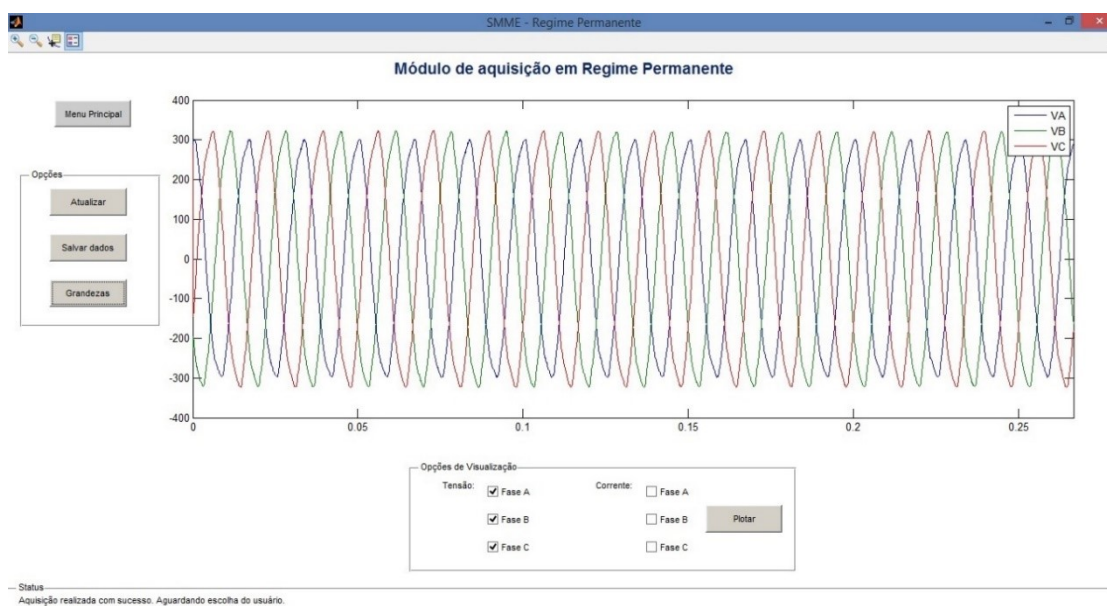 SMME - Regime Permanente
Módulo de aquisição em Regime Permanente
Menu Principal
Opções
Atualizar
Salvar dados
Grandezas
400
300
200
100
0
-100
-200
-300
-400
0
0.05
0.1
0.15
0.2
0.25
VA
VB
VC
Opções de Visualização
Tensão:
Fase A
Fase B
Fase C
Corrente:
Fase A
Fase B
Fase C
Plotar
Status
Aquisição realizada com sucesso. Aguardando escolha do usuário.